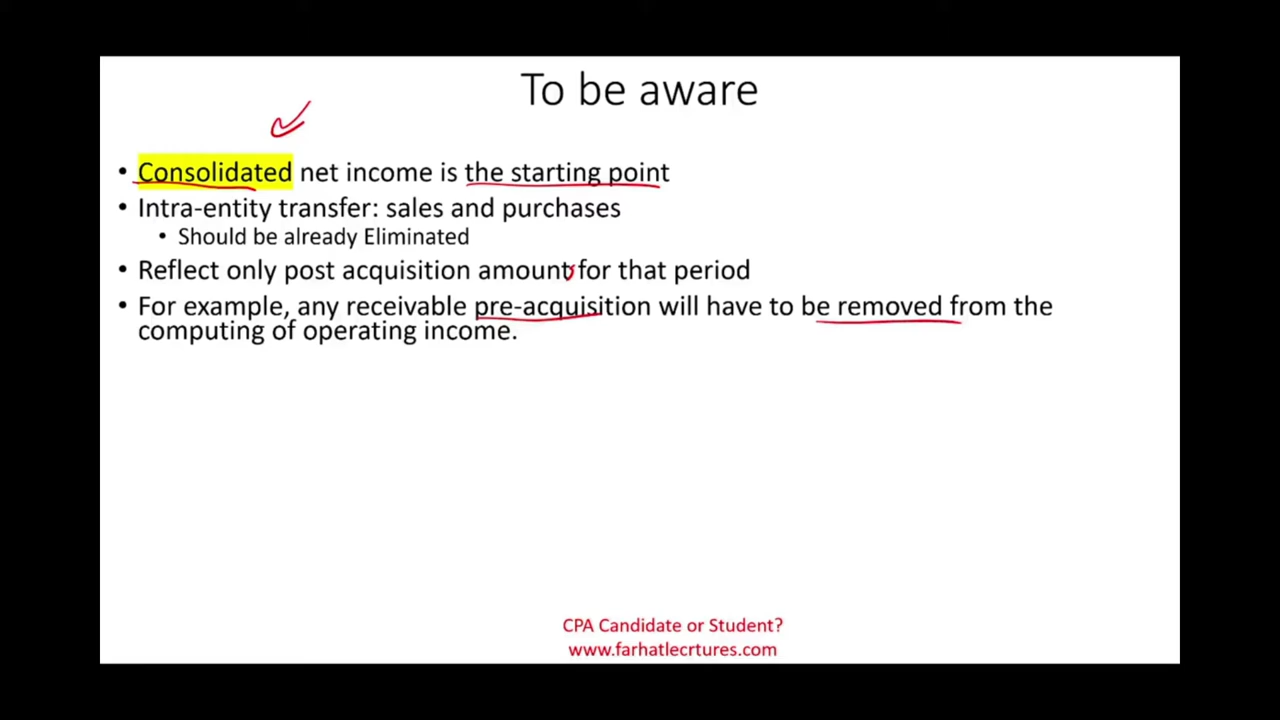 To be aware
• Consolidated net income is the starting point
• Intra-entity transfer: sales and purchases
• Should be already Eliminated
• Reflect only post acquisition amount for that period
• For example, any receivable pre-acquisition will have to be removed from the
computing of operating income.
CPA Candidate or Student?
www.farhatlecrtures.com